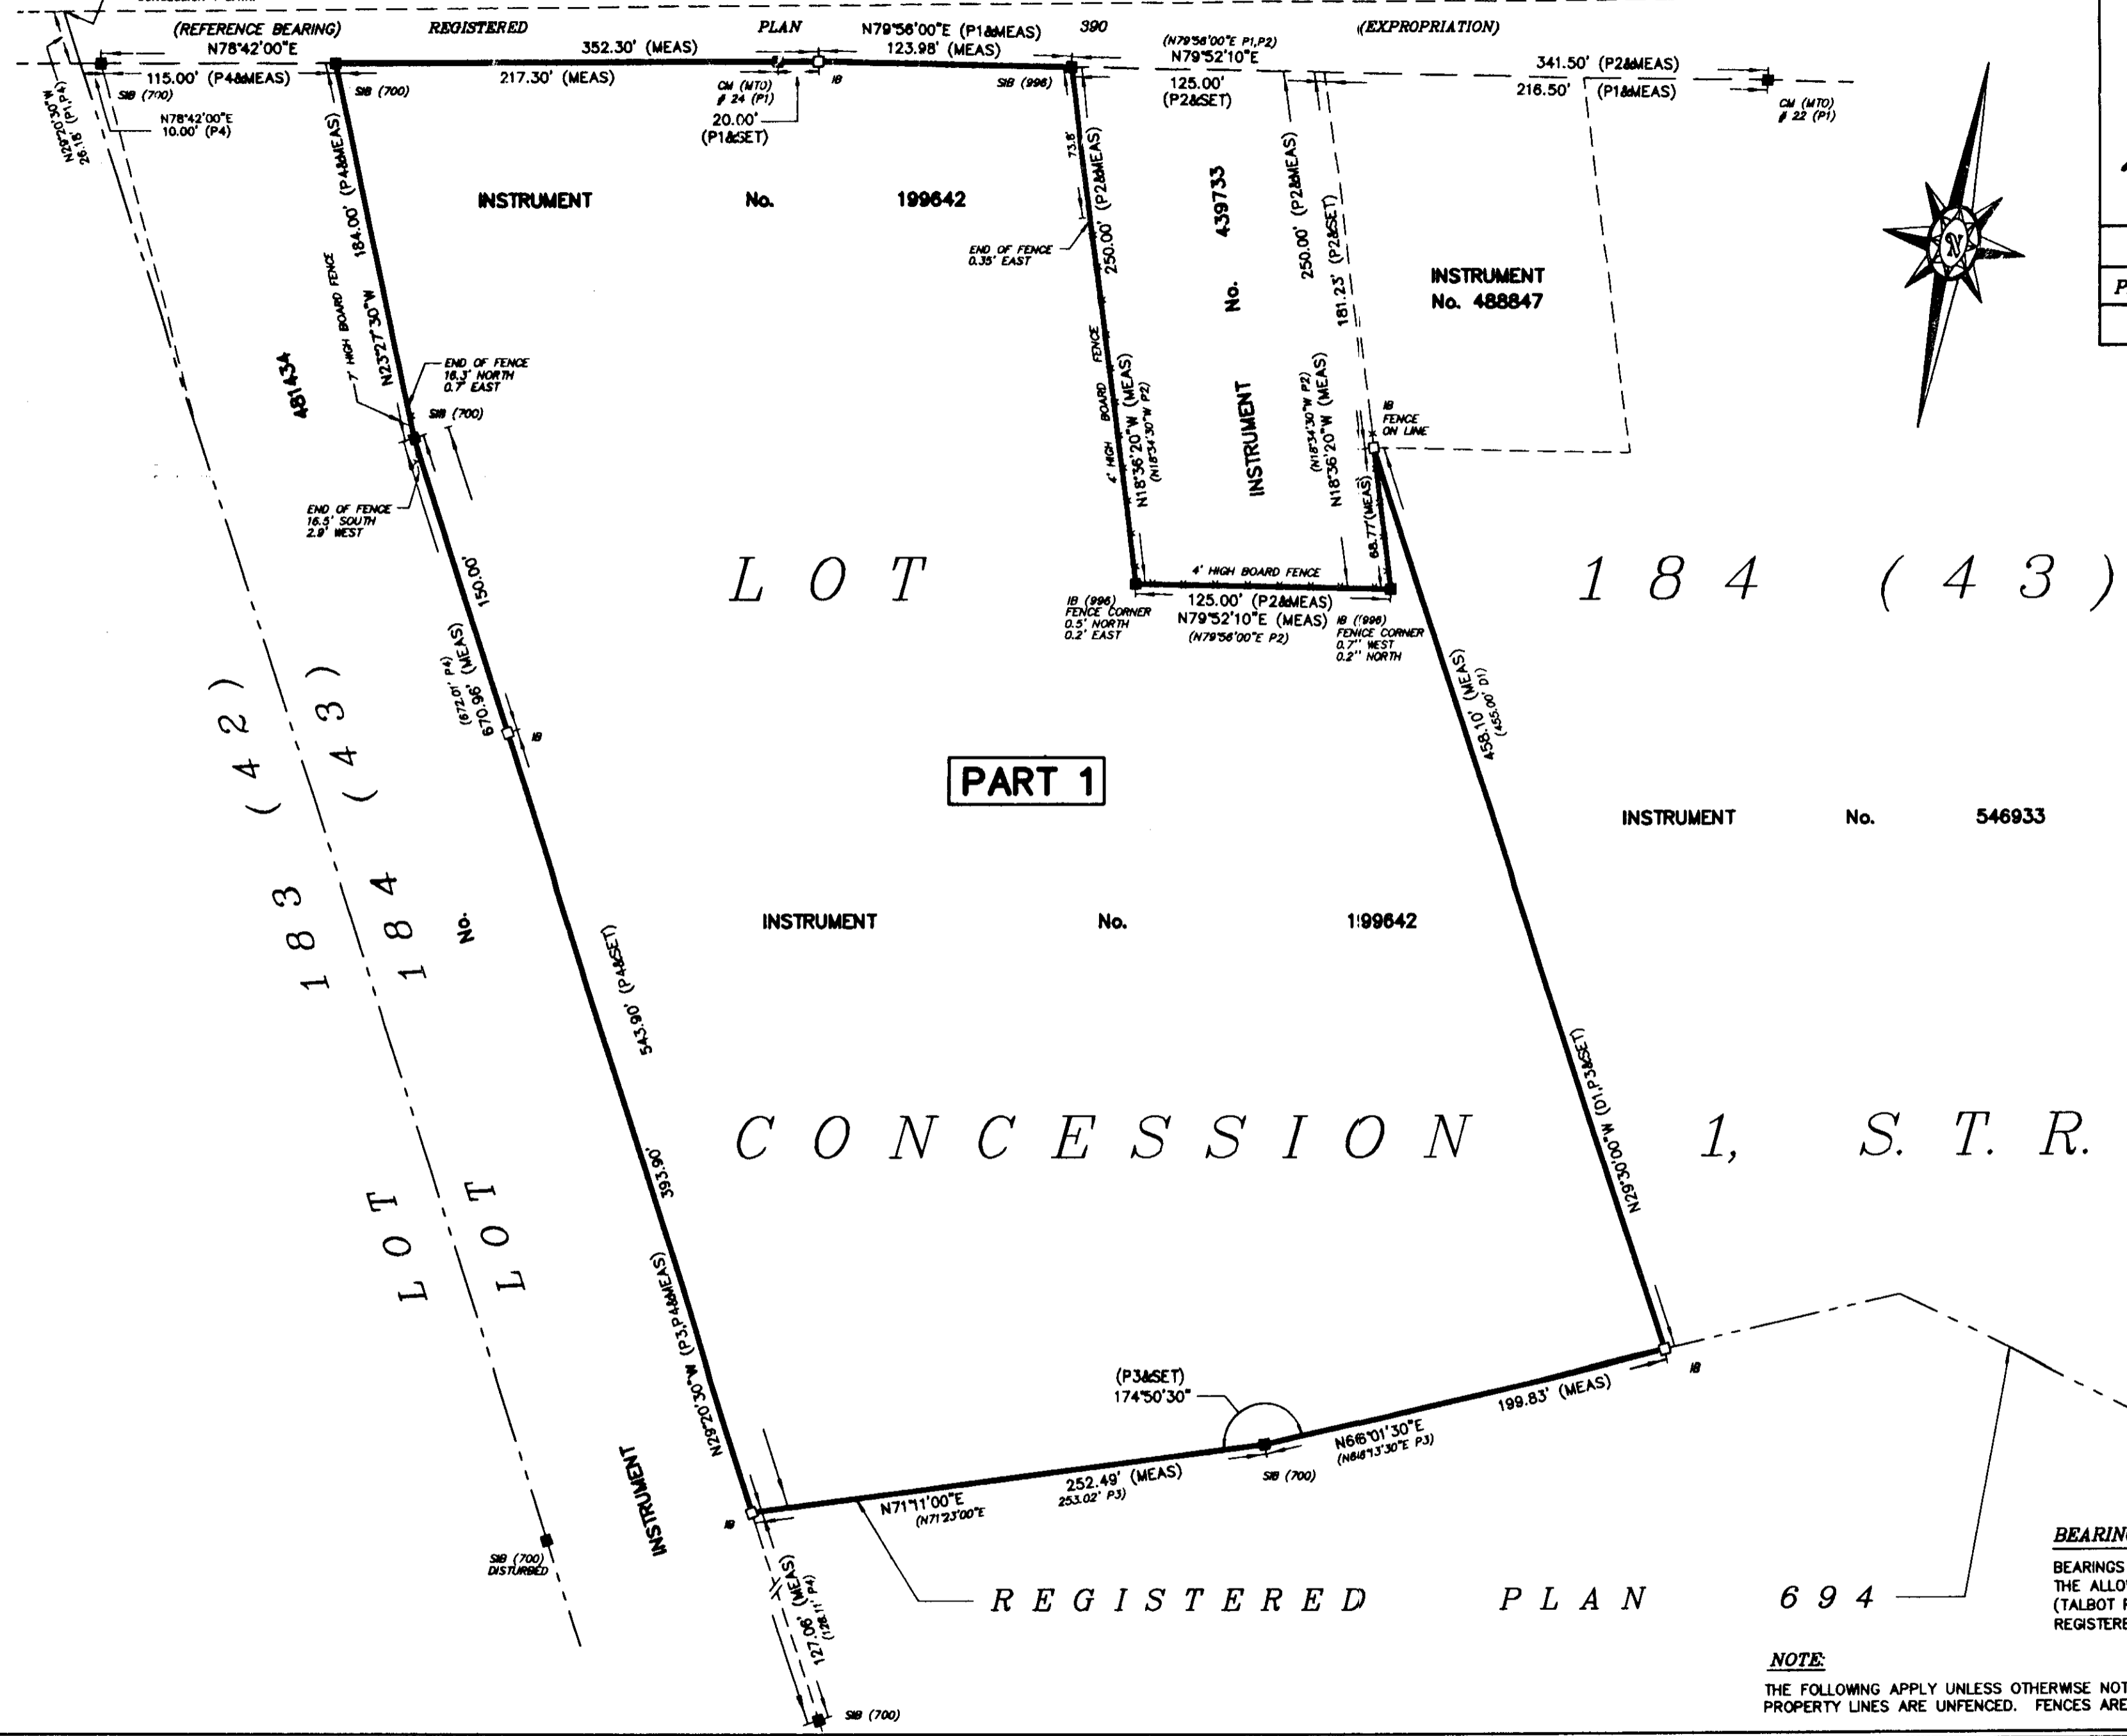 (REFERENCE BEARING) REGISTERED PLAN 390 (EXPROPRIATION)
N78°42'00"E
115.00' (P4&MEAS)
352.30' (MEAS)
217.30' (MEAS)
N79°56'00"E (P1&MEAS)
123.98' (MEAS)
(N79°56'00"E P1,P2)
N79°52'10"E
125.00'
(P2&SET)
341.50' (P2&MEAS)
216.50' (P1&MEAS)
CM (MTO)
# 22 (P1)
N29°20'30"W
26.18' (P1,P4)
SIB (700)
N78°42'00"E
10.00' (P4)
SIB (700)
CM (MTO)
# 24 (P1)
20.00'
(P1&SET)
IB
SIB (996)
INSTRUMENT No. 199642
184.00' (P4&MEAS)
N23°27'30"W
7' HIGH BOARD FENCE
END OF FENCE
16.3' NORTH
0.7' EAST
SIB (700)
END OF FENCE
16.5' SOUTH
2.9' WEST
73.8'
250.00' (P2&MEAS)
END OF FENCE
0.35' EAST
4' HIGH BOARD FENCE
N18°36'20"W (MEAS)
(N18°34'30"W P2)
INSTRUMENT No. 439733
250.00' (P2&MEAS)
181.23' (P2&SET)
(N18°34'30"W P2)
N18°36'20"W (MEAS)
68.77' (MEAS)
INSTRUMENT
No. 488847
IB
FENCE
ON LINE
N
P
4' HIGH BOARD FENCE
125.00' (P2&MEAS)
N79°52'10"E (MEAS)
(N79°56'00"E P2)
IB (996)
FENCE CORNER
0.5' NORTH
0.2' EAST
IB (996)
FENCE CORNER
0.7' WEST
0.2' NORTH
LOT 184 (43)
150.00'
(672.01' P4)
670.96' (MEAS)
IB
458.10' (MEAS)
(455.00' D1)
PART 1
INSTRUMENT No. 546933
INSTRUMENT No. 199642
LOT 183 (42)
LOT 184 (43)
INSTRUMENT No. 481434
543.90' (P4&SET)
393.90'
N29°20'30"W (P3,P4&MEAS)
N29°30'00"W (D1,P3&SET)
CONCESSION 1, S. T. R.
(P3&SET)
174°50'30"
199.83' (MEAS)
N66°01'30"E
(N66°13'30"E P3)
IB
SIB (700)
252.49' (MEAS)
253.02' P3)
N71°11'00"E
(N71°23'00"E
IB
SIB (700)
DISTURBED
127.08' (MEAS)
(128.11' P4)
SIB (700)
REGISTERED PLAN 694
BEARIN
BEARINGS
THE ALLO
(TALBOT
REGISTERE
NOTE:
THE FOLLOWING APPLY UNLESS OTHERWISE NOT
PROPERTY LINES ARE UNFENCED. FENCES ARE